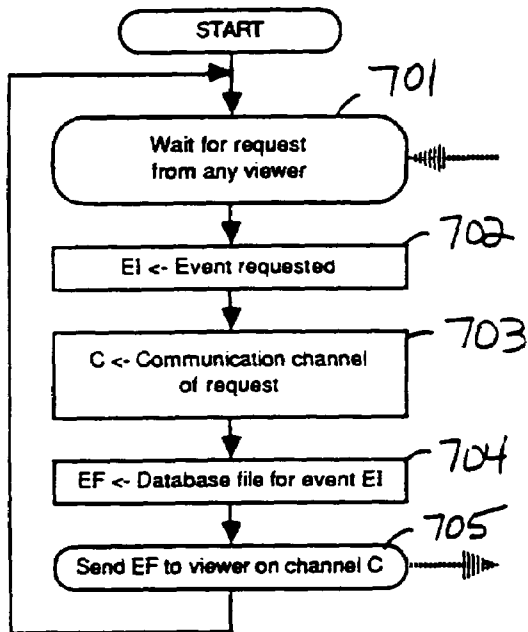 START
701
Wait for request
from any viewer
702
EI <- Event requested
703
C <- Communication channel
of request
704
EF <- Database file for event EI
705
Send EF to viewer on channel C